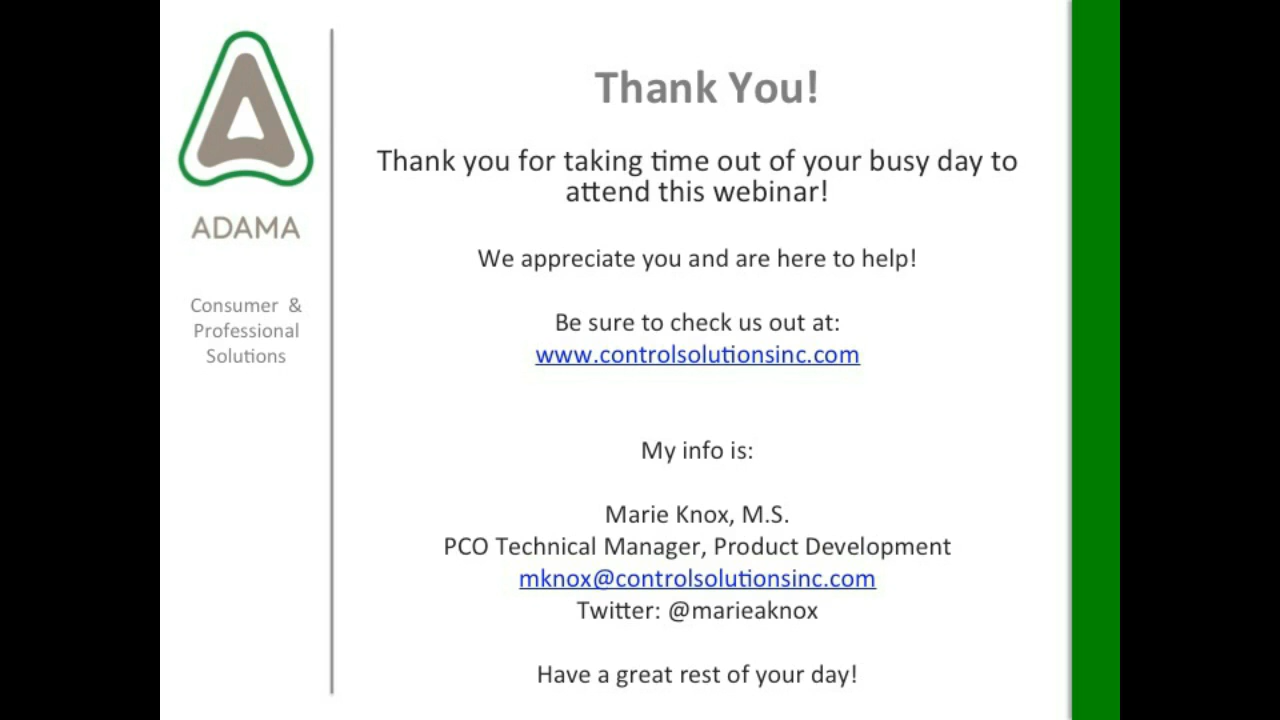 ADAMA
Consumer &
Professional
Solutions
Thank You!
Thank you for taking time out of your busy day to
attend this webinar!
We appreciate you and are here to help!
Be sure to check us out at:
www.controlsolutionsinc.com
My info is:
Marie Knox, M.S.
PCO Technical Manager, Product Development
mknox@controlsolutionsinc.com
Twitter: @marieaknox
Have a great rest of your day!